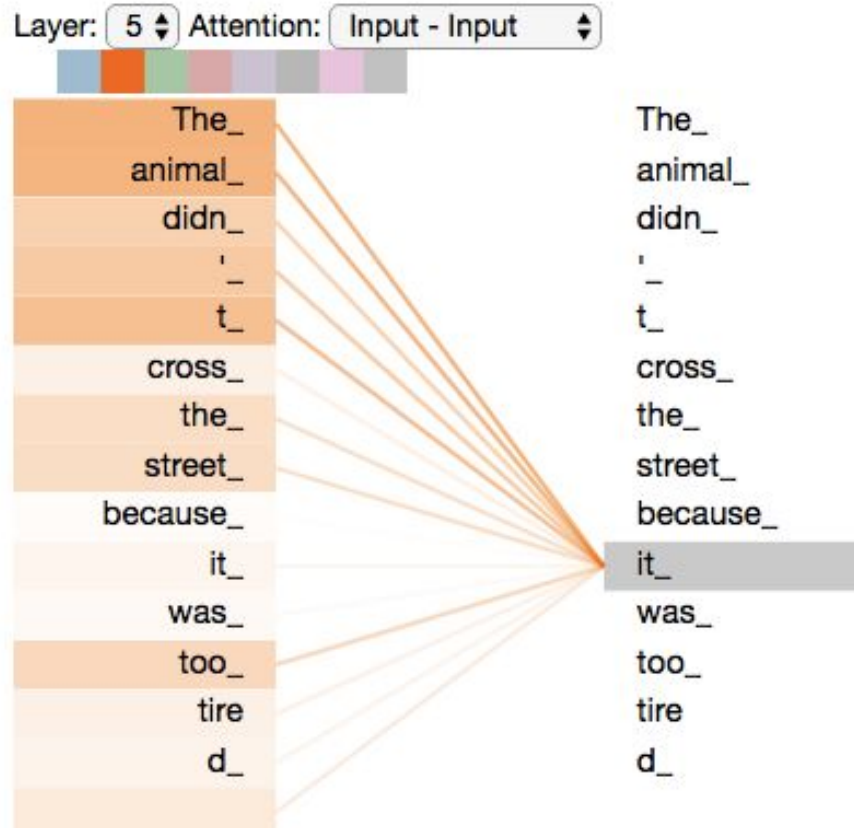 Layer: 5 Attention: Input - Input
The_ The_
animal_ animal_
didn_ didn_
'_ '_
t_ t_
cross_ cross_
the_ the_
street_ street_
because_ because_
it_ it_
was_ was_
too_ too_
tire tire
d_ d_